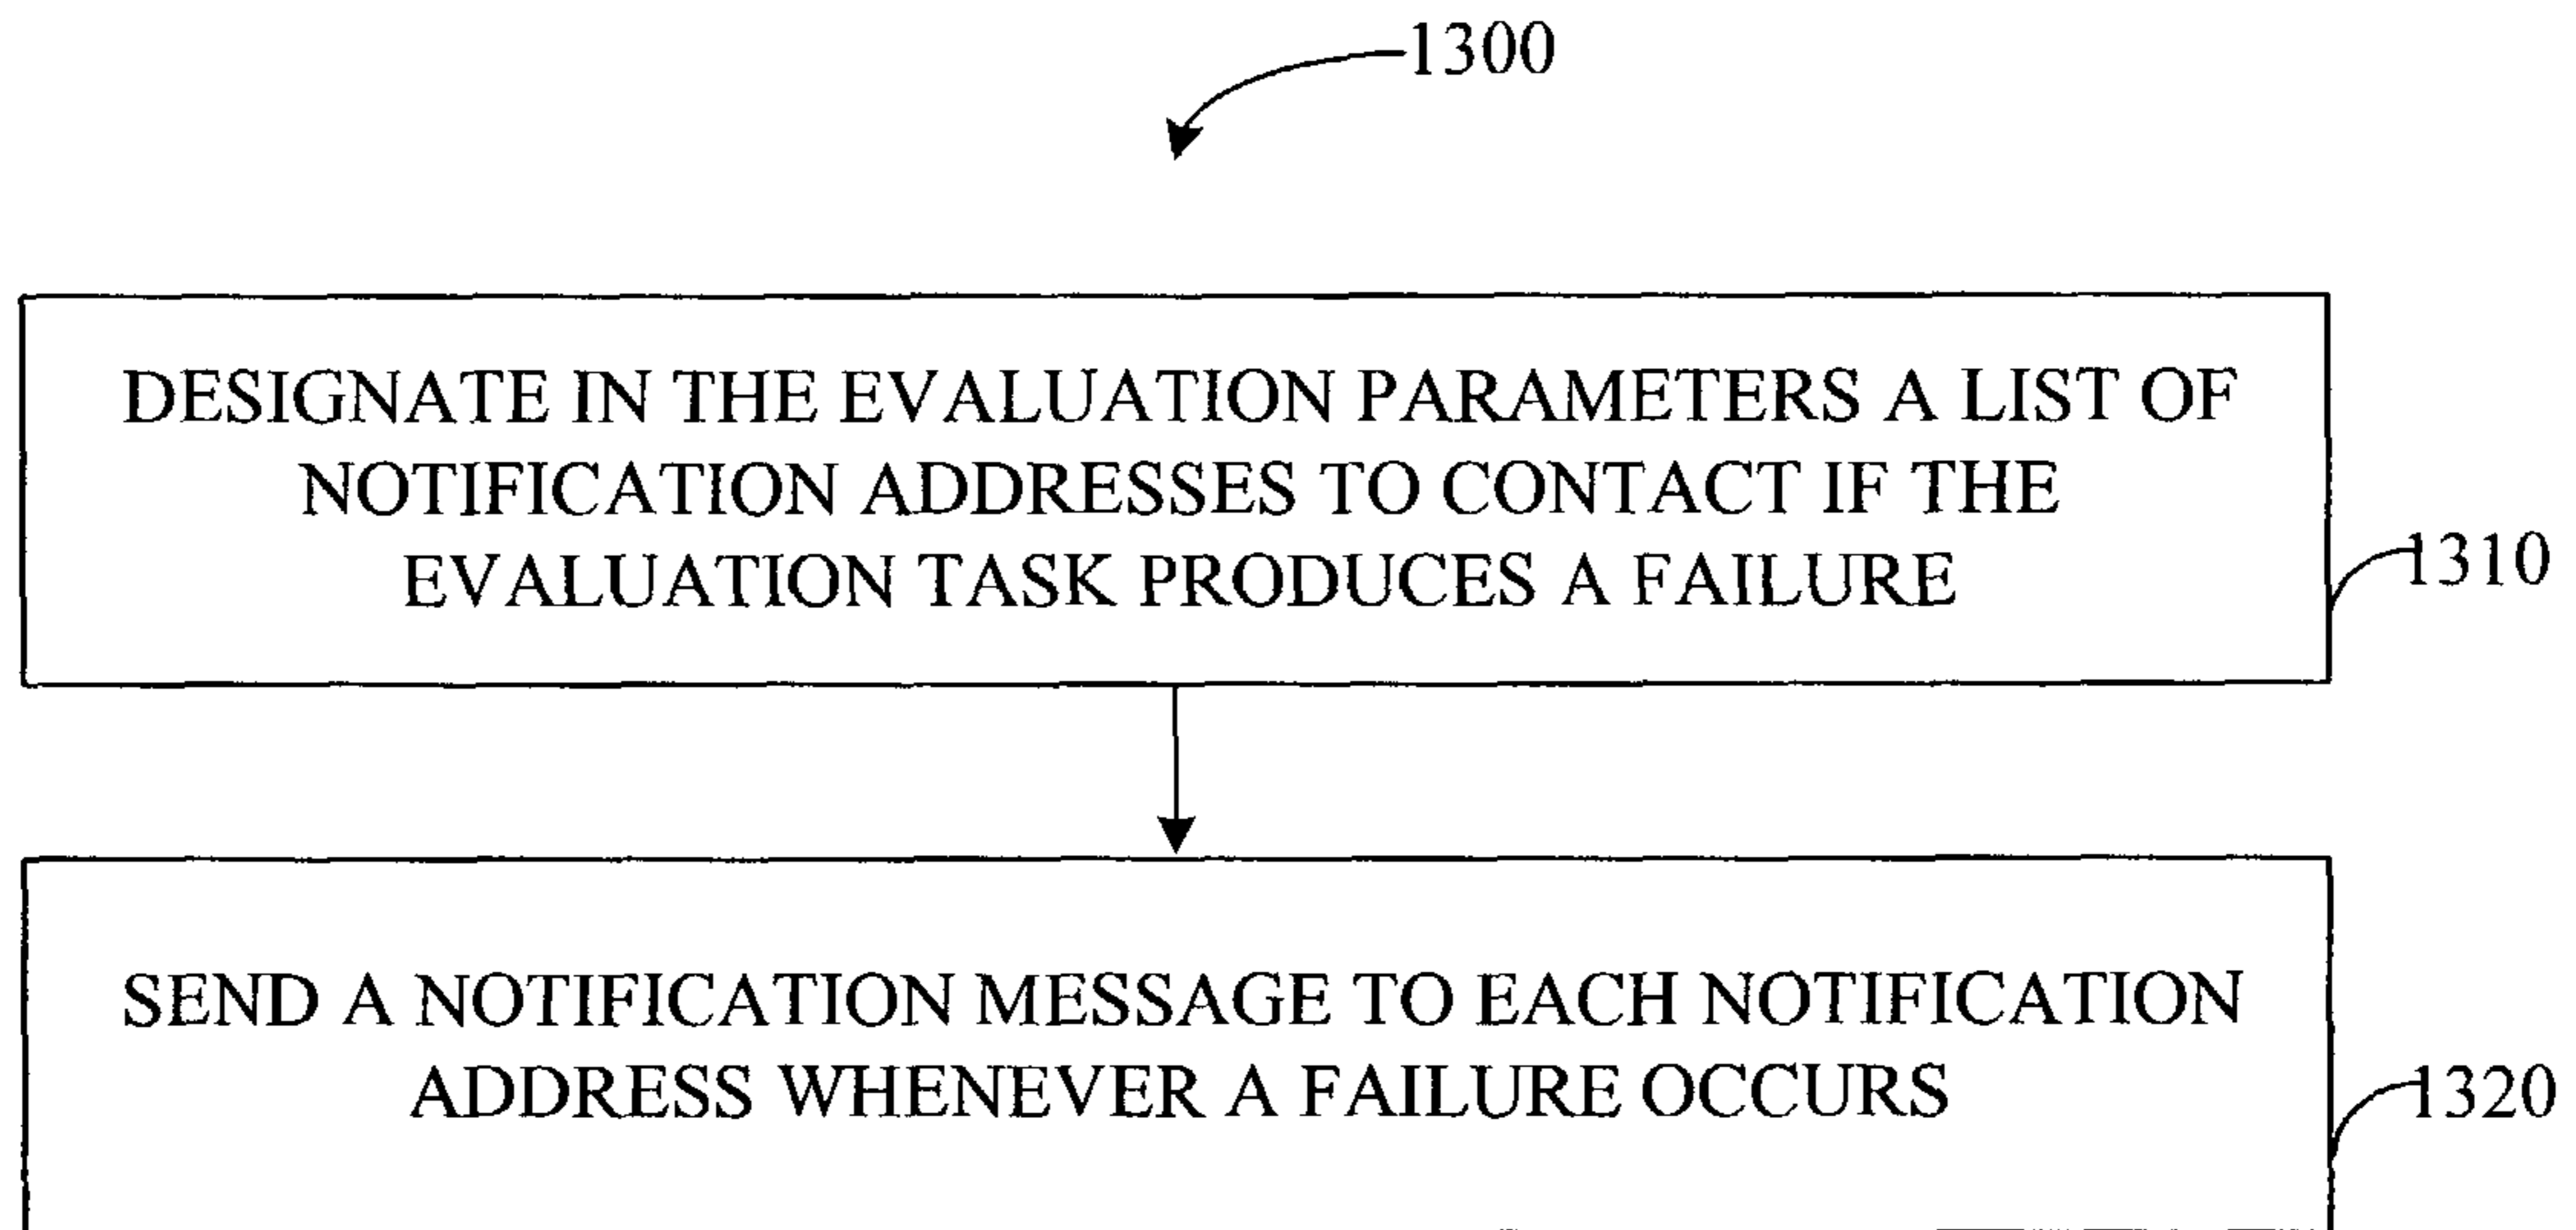 1300
DESIGNATE IN THE EVALUATION PARAMETERS A LIST OF
NOTIFICATION ADDRESSES TO CONTACT IF THE
EVALUATION TASK PRODUCES A FAILURE
1310
SEND A NOTIFICATION MESSAGE TO EACH NOTIFICATION
ADDRESS WHENEVER A FAILURE OCCURS
1320